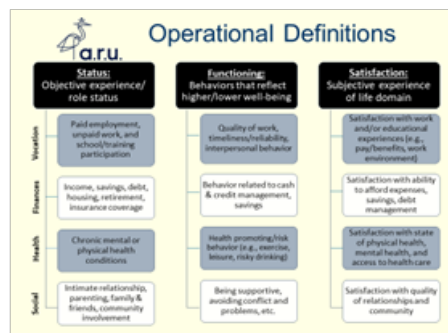 Operational Definitions
a.r.u.
Status:
Objective experience/
role status
Functioning:
Behaviors that reflect
higher/lower well-being
Satisfaction:
Subjective experience
of life domain
Vocation
Paid employment,
unpaid work, and
school/training
participation
Quality of work,
timeliness/reliability,
interpersonal behavior
Satisfaction with work
and/or educational
experiences (e.g.,
pay/benefits, work
environment)
Finances
Income, savings, debt,
housing, retirement,
insurance coverage
Behavior related to cash
& credit management,
savings
Satisfaction with ability
to afford expenses,
savings, debt
management
Health
Chronic mental or
physical health
conditions
Health promoting/risk
behavior (e.g., exercise,
leisure, risky drinking)
Satisfaction with state
of physical health,
mental health, and
access to health care
Social
Intimate relationship,
parenting, family &
friends, community
involvement
Being supportive,
avoiding conflict and
problems, etc.
Satisfaction with quality
of relationships and
community